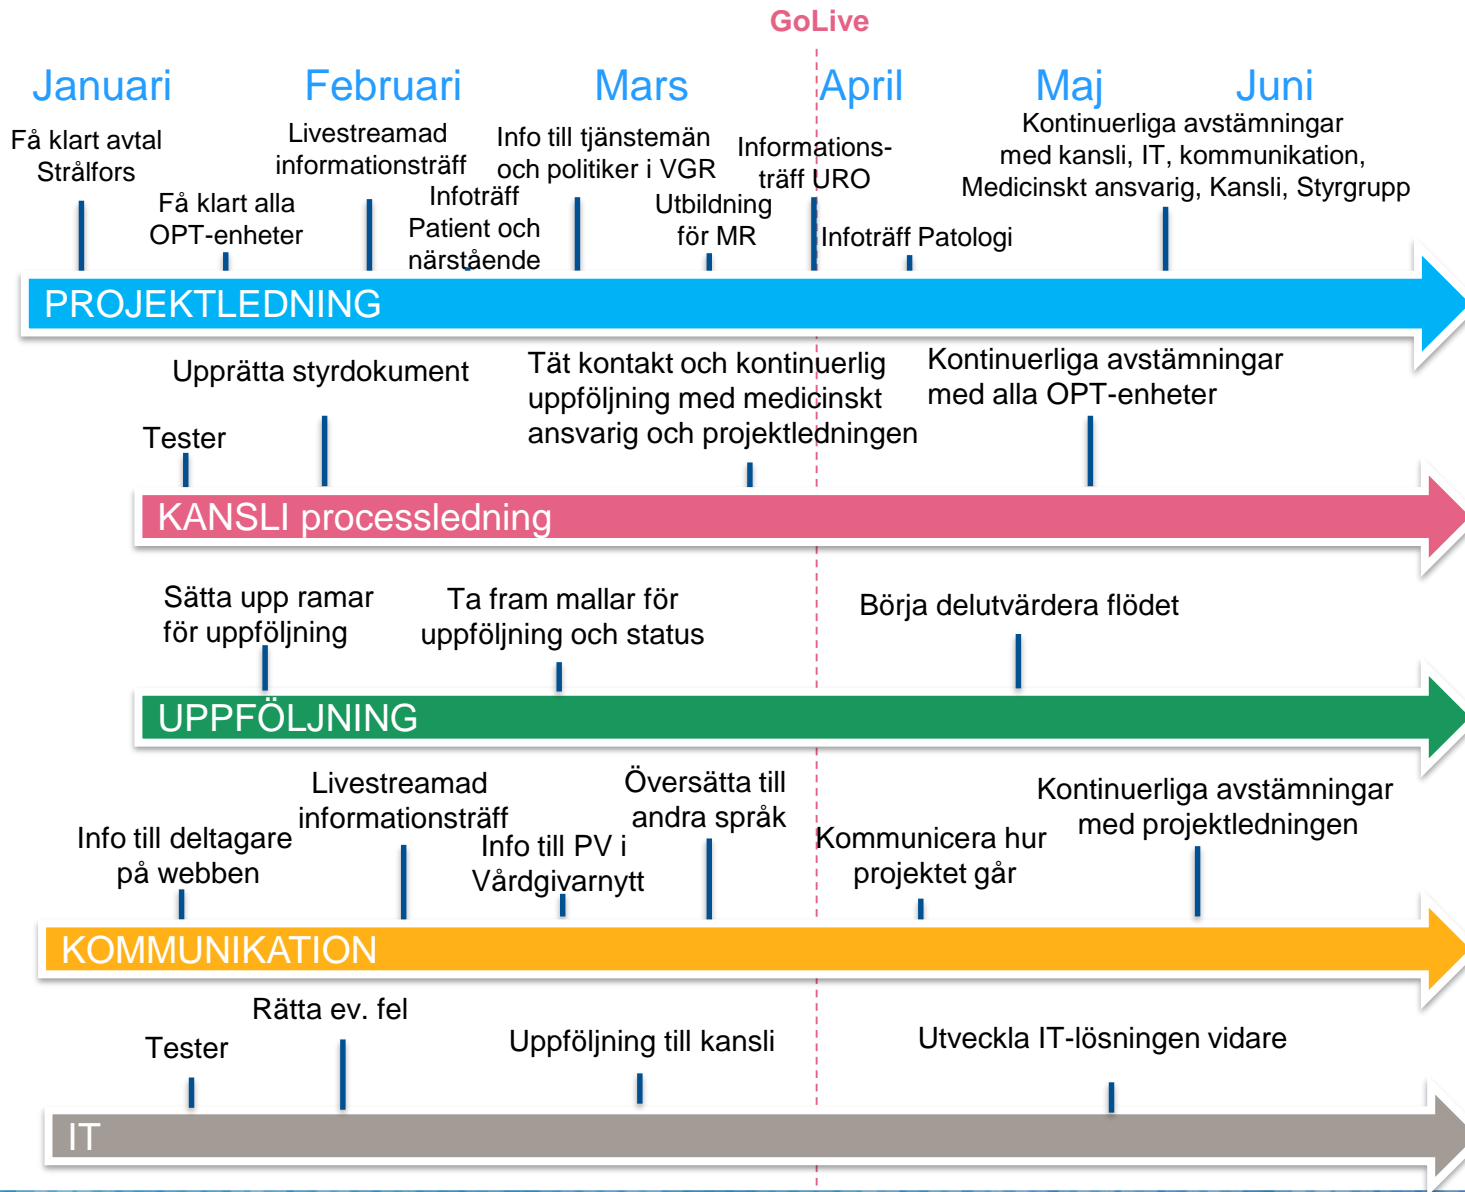 GoLive
Januari
Februari
Mars
April
Maj
Juni
Få klart avtal
Strålfors
Få klart alla
OPT-enheter
Livestreamad
informationsträff
Infoträff
Patient och
närstående
Info till tjänstemän
och politiker i VGR
Utbildning
för MR
Informations-
träff URO
Infoträff Patologi
Kontinuerliga avstämningar
med kansli, IT, kommunikation,
Medicinskt ansvarig, Kansli, Styrgrupp
PROJEKTLEDNING
Tester
Upprätta styrdokument
Tät kontakt och kontinuerlig
uppföljning med medicinskt
ansvarig och projektledningen
Kontinuerliga avstämningar
med alla OPT-enheter
KANSLI processledning
Sätta upp ramar
för uppföljning
Ta fram mallar för
uppföljning och status
Börja delutvärdera flödet
UPPFÖLJNING
Info till deltagare
på webben
Livestreamad
informationsträff
Info till PV i
Vårdgivarnytt
Översätta till
andra språk
Kommunicera hur
projektet går
Kontinuerliga avstämningar
med projektledningen
KOMMUNIKATION
Tester
Rätta ev. fel
Uppföljning till kansli
Utveckla IT-lösningen vidare
IT